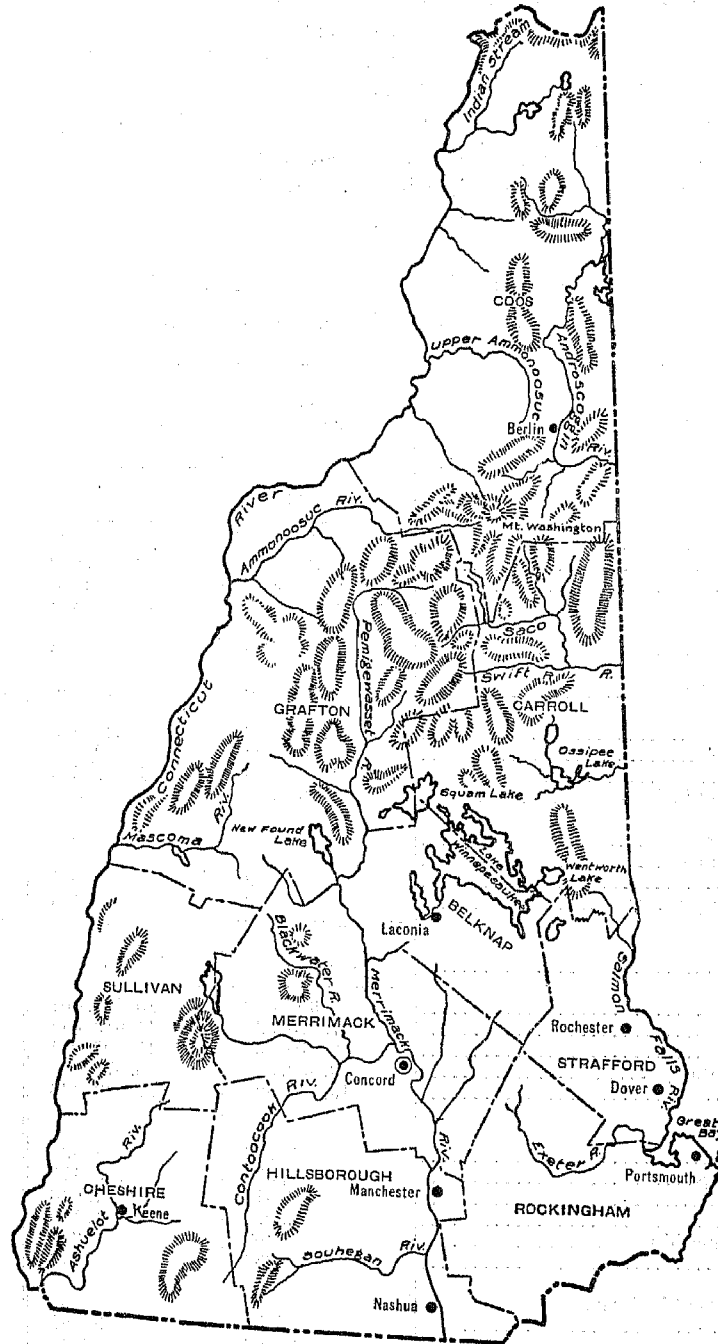 Indian Stream
COOS
Upper Ammonoosuc
Androscoggin Riv.
Berlin
River
Ammonoosuc Riv.
Mt. Washington
Pemigewasset R.
Saco
Swift R.
GRAFTON
CARROLL
Connecticut
Ossipee
Lake
Squam Lake
Mascoma Riv.
New Found
Lake
Lake
Winnepesaukee
Wentworth
Lake
Laconia
BELKNAP
Blackwater R.
SULLIVAN
Merrimack Riv.
MERRIMACK
Salmon Falls Riv.
Rochester
STRAFFORD
Concord
Dover
Contoocook Riv.
Great
Bay
Exeter R.
Portsmouth
HILLSBOROUGH
Manchester
CHESHIRE
Keene
Ashuelot Riv.
ROCKINGHAM
Souhegan Riv.
Nashua